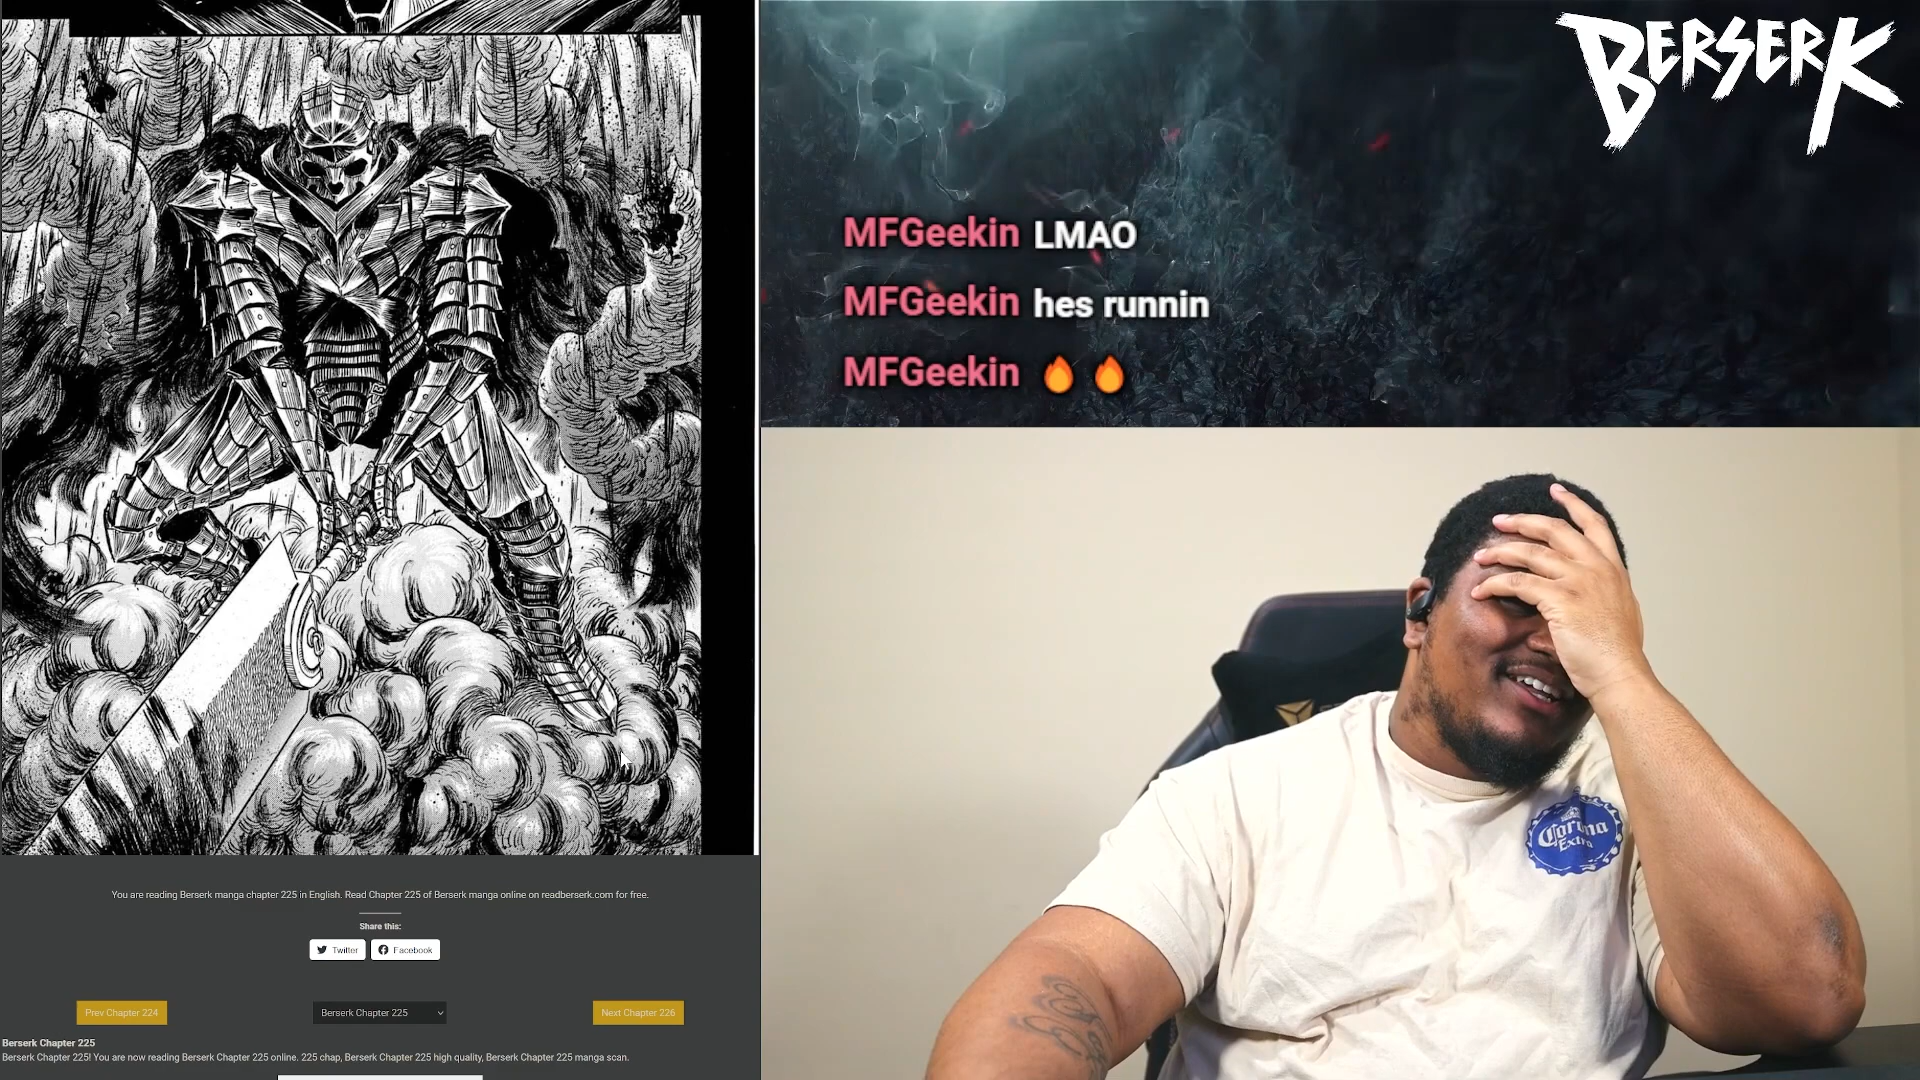 BERSERK
MFGeekin LMAO
MFGeekin hes runnin
MFGeekin 🔥 🔥
Corona
Extra
You are reading Berserk manga chapter 225 in English. Read Chapter 225 of Berserk manga online on readberserk.com for free.
Share this:
Twitter
Facebook
Prev Chapter 224
Berserk Chapter 225
Next Chapter 226
Berserk Chapter 225
Berserk Chapter 225! You are now reading Berserk Chapter 225 online. 225 chap, Berserk Chapter 225 high quality, Berserk Chapter 225 manga scan.